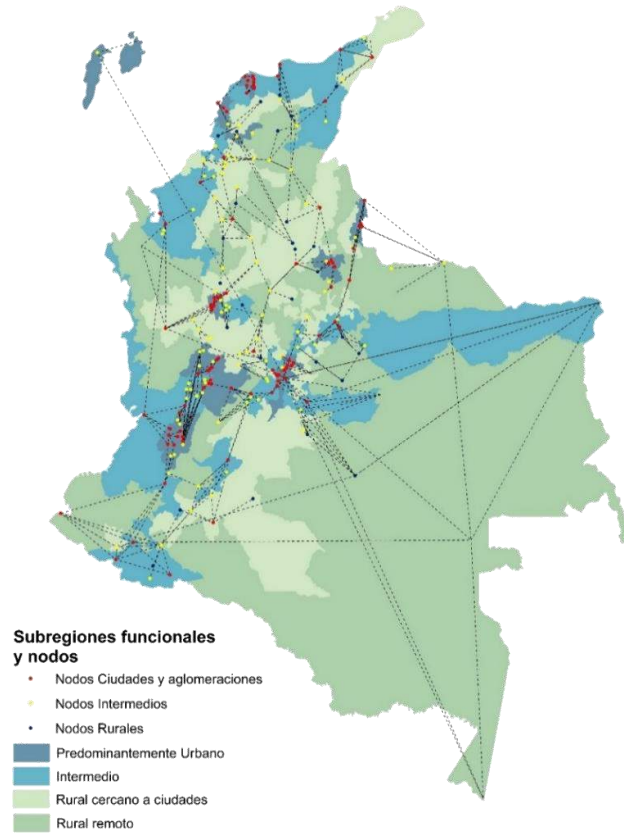 Subregiones funcionales
y nodos
Nodos Ciudades y aglomeraciones
Nodos Intermedios
Nodos Rurales
Predominantemente Urbano
Intermedio
Rural cercano a ciudades
Rural remoto